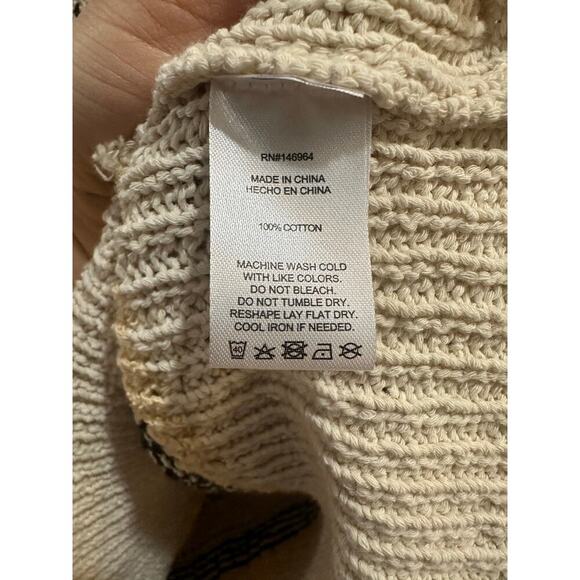 RN#146964
MADE IN CHINA
HECHO EN CHINA
100% COTTON
MACHINE WASH COLD
WITH LIKE COLORS.
DO NOT BLEACH.
DO NOT TUMBLE DRY.
RESHAPE LAY FLAT DRY.
COOL IRON IF NEEDED.
40